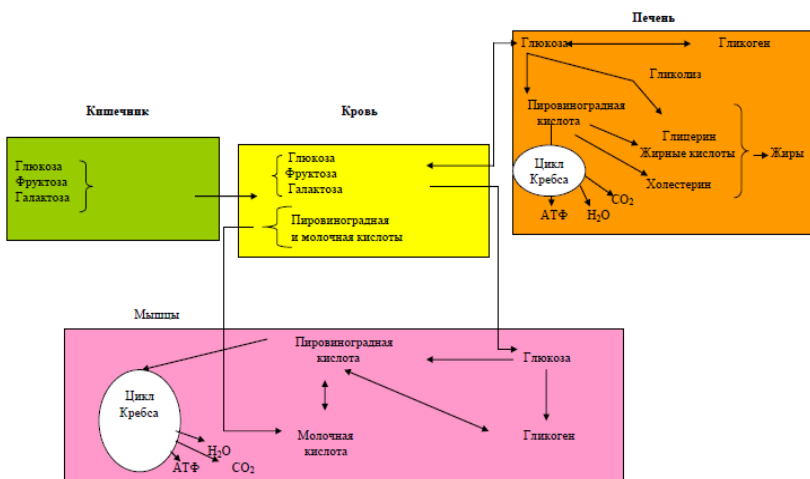 Печень
Глюкоза
Гликоген
Гликолиз
Пировиноградная
кислота
Глицерин
Жирные кислоты
Жиры
Холестерин
Цикл
Кребса
CO2
АТФ
H2O
Кишечник
Глюкоза
Фруктоза
Галактоза
Кровь
Глюкоза
Фруктоза
Галактоза
Пировиноградная
и молочная кислоты
Мышцы
Пировиноградная
кислота
Глюкоза
Цикл
Кребса
Молочная
кислота
Гликоген
H2O
АТФ
CO2